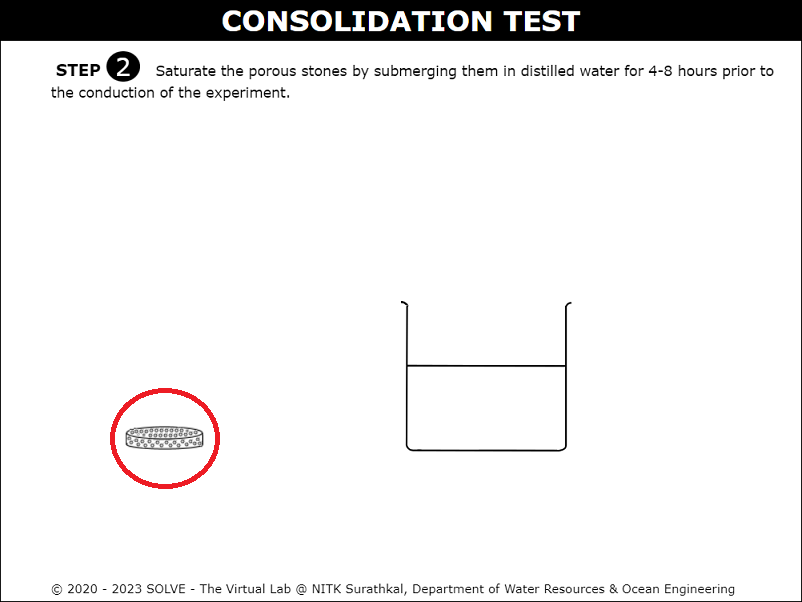 CONSOLIDATION TEST
STEP 2 Saturate the porous stones by submerging them in distilled water for 4-8 hours prior to
the conduction of the experiment.
© 2020 - 2023 SOLVE - The Virtual Lab @ NITK Surathkal, Department of Water Resources & Ocean Engineering